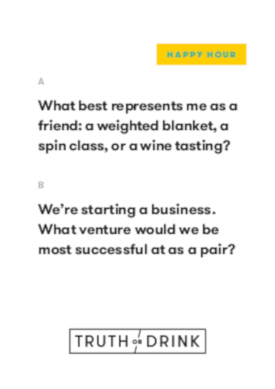 HAPPY HOUR
A
What best represents me as a
friend: a weighted blanket, a
spin class, or a wine tasting?
B
We're starting a business.
What venture would we be
most successful at as a pair?
TRUTH OR DRINK